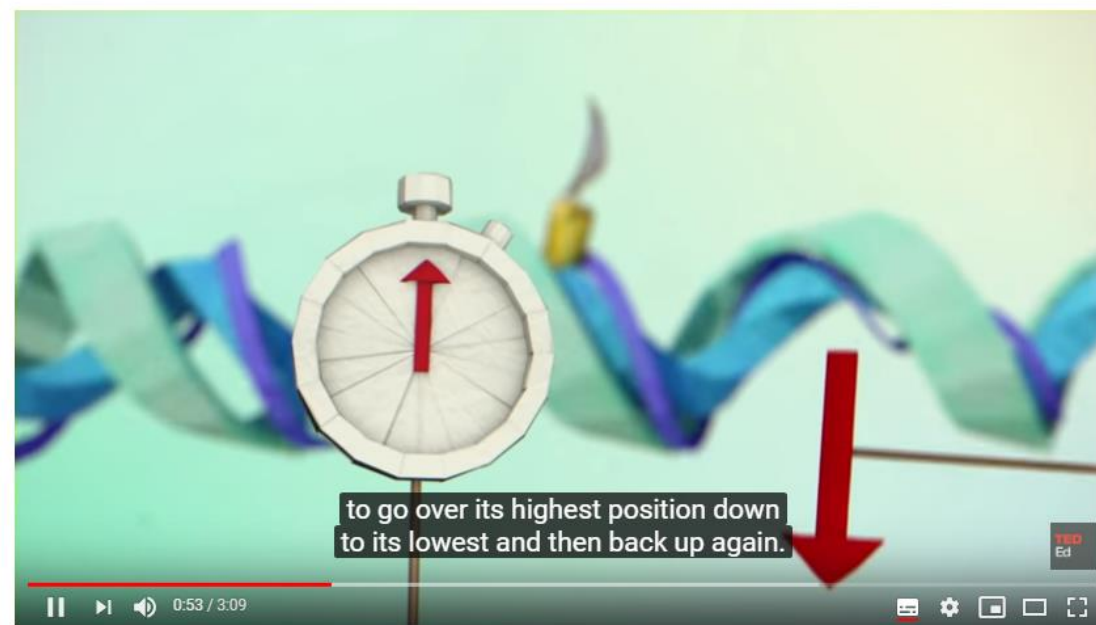 to go over its highest position down
to its lowest and then back up again.
TED
Ed
0:53 / 3:09